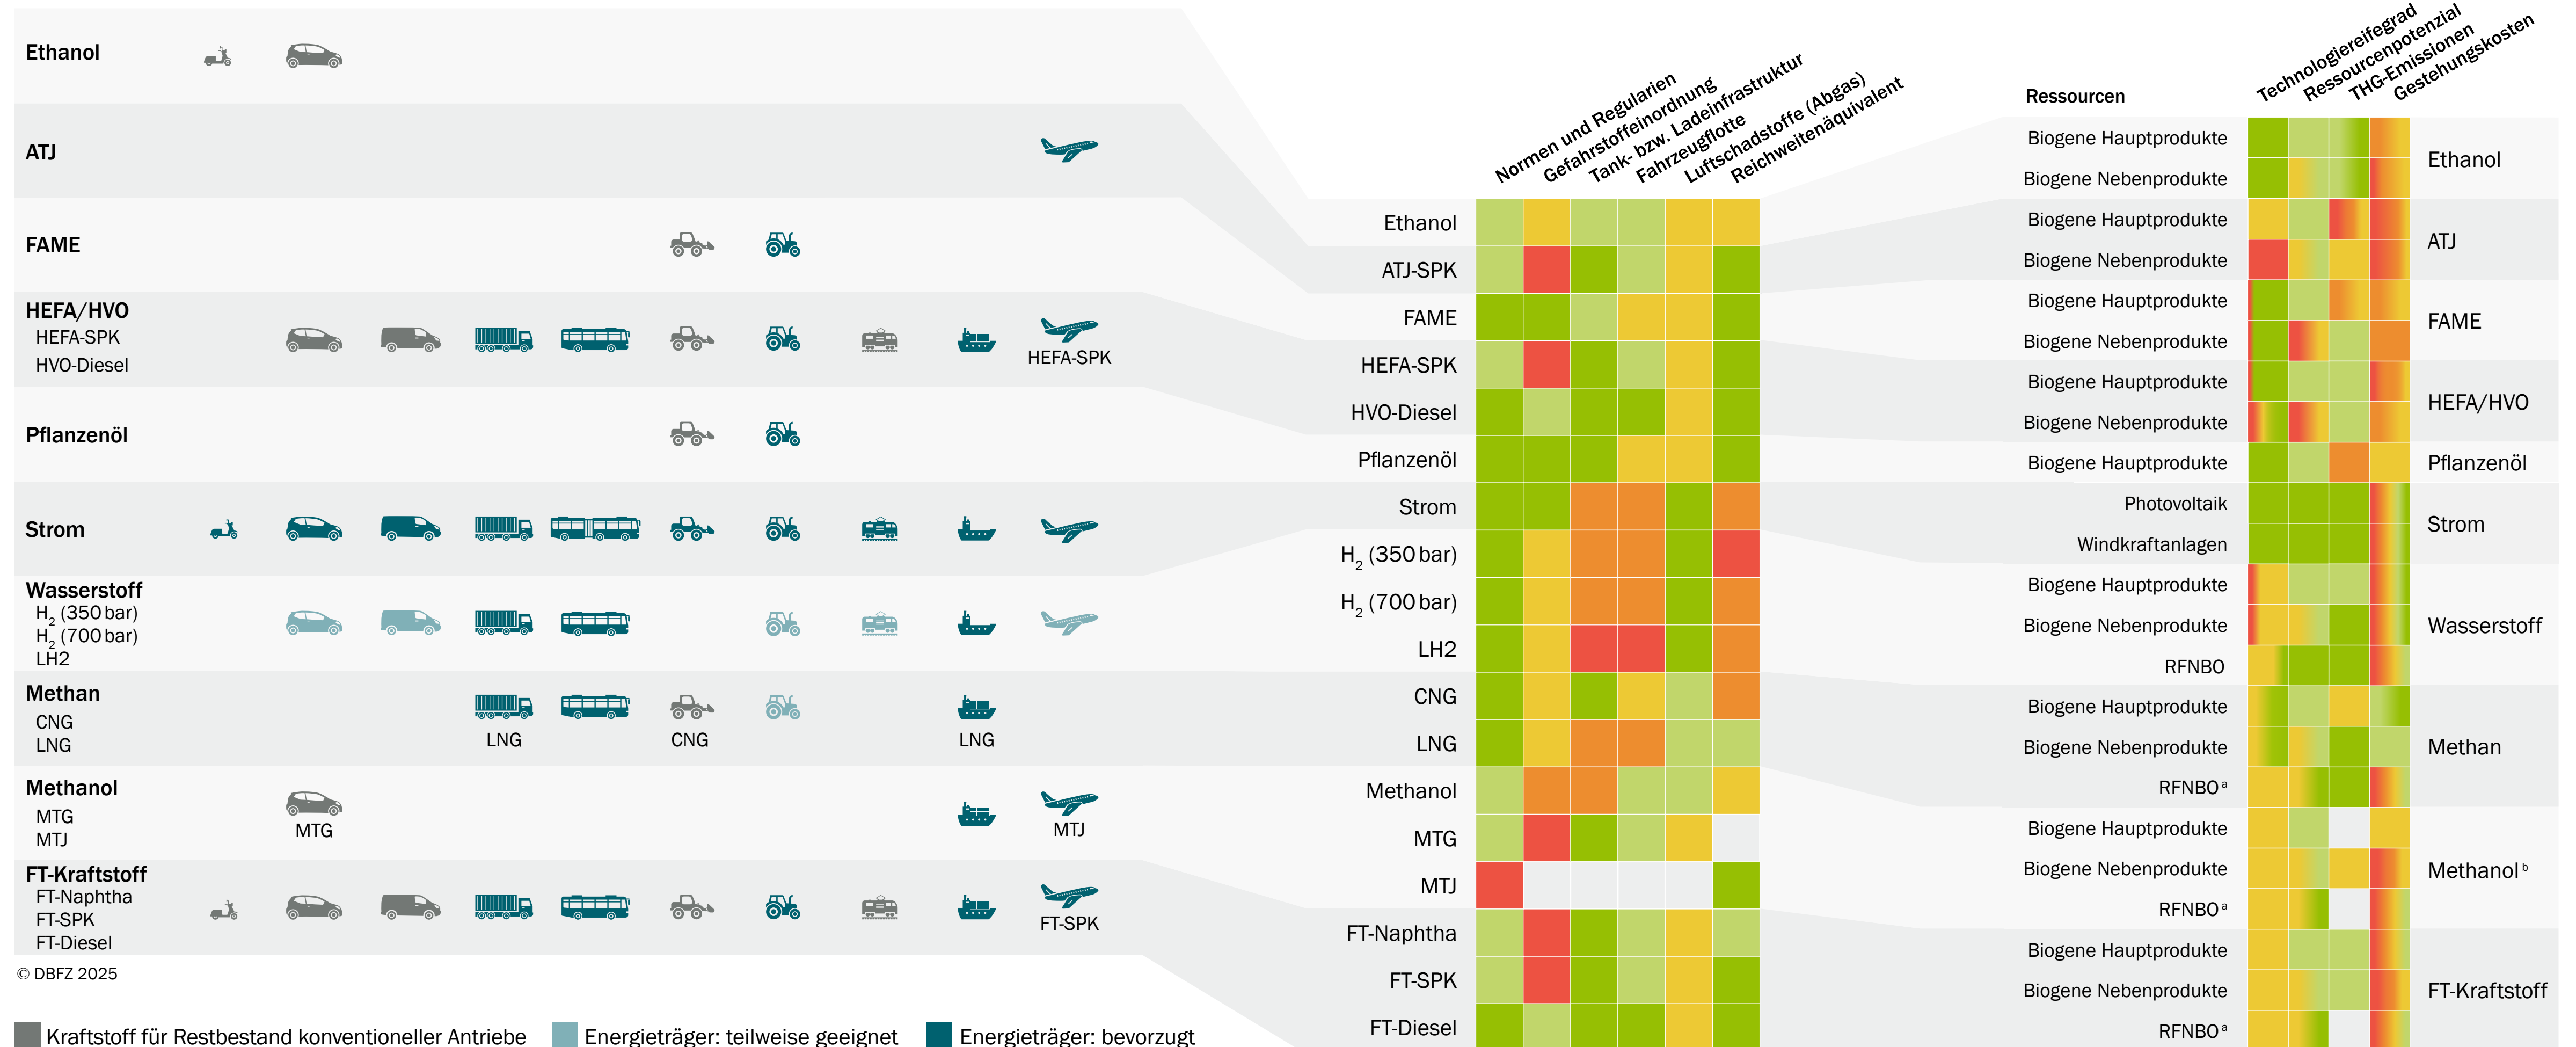 Ethanol
ATJ
FAME
HEFA/HVO
HEFA-SPK
HVO-Diesel
HEFA-SPK
Pflanzenöl
Strom
Wasserstoff
H₂ (350 bar)
H₂ (700 bar)
LH2
Methan
CNG
LNG
LNG
CNG
LNG
Methanol
MTG
MTJ
MTG
MTJ
FT-Kraftstoff
FT-Naphtha
FT-SPK
FT-Diesel
FT-SPK
© DBFZ 2025
Kraftstoff für Restbestand konventioneller Antriebe
Energieträger: teilweise geeignet
Energieträger: bevorzugt
Normen und Regularien
Gefahrstoffeinordnung
Tank- bzw. Ladeinfrastruktur
Fahrzeugflotte
Luftschadstoffe (Abgas)
Reichweitenäquivalent
Ethanol
ATJ-SPK
FAME
HEFA-SPK
HVO-Diesel
Pflanzenöl
Strom
H₂ (350 bar)
H₂ (700 bar)
LH2
CNG
LNG
Methanol
MTG
MTJ
FT-Naphtha
FT-SPK
FT-Diesel
Ressourcen
Technologiereifegrad
Ressourcenpotenzial
THG-Emissionen
Gestehungskosten
Biogene Hauptprodukte
Biogene Nebenprodukte
Ethanol
Biogene Hauptprodukte
Biogene Nebenprodukte
ATJ
Biogene Hauptprodukte
Biogene Nebenprodukte
FAME
Biogene Hauptprodukte
Biogene Nebenprodukte
HEFA/HVO
Biogene Hauptprodukte
Pflanzenöl
Photovoltaik
Windkraftanlagen
Strom
Biogene Hauptprodukte
Biogene Nebenprodukte
RFNBO
Wasserstoff
Biogene Hauptprodukte
Biogene Nebenprodukte
RFNBO ª
Methan
Biogene Hauptprodukte
Biogene Nebenprodukte
RFNBO ª
Methanol ᵇ
Biogene Hauptprodukte
Biogene Nebenprodukte
RFNBO ª
FT-Kraftstoff